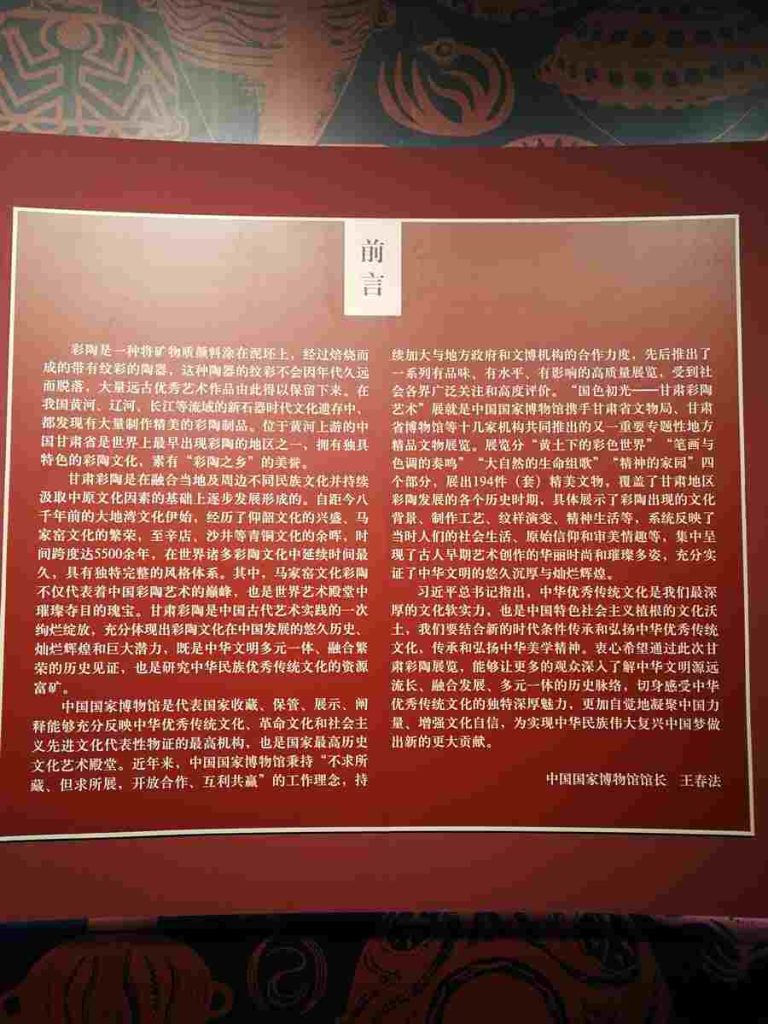 前言
彩陶是一种将矿物质颜料涂在泥坯上，经过焙烧而
成的带有纹彩的陶器，这种陶器的纹彩不会因年代久远
而脱落，大量远古优秀艺术作品由此得以保留下来。在
我国黄河、辽河、长江等流域的新石器时代文化遗存中，
都发现有大量制作精美的彩陶制品。位于黄河上游的中
国甘肃省是世界上最早出现彩陶的地区之一，拥有独具
特色的彩陶文化，素有“彩陶之乡”的美誉。
甘肃彩陶是在融合当地及周边不同民族文化并持续
汲取中原文化因素的基础上逐步发展形成的。自距今八
千年前的大地湾文化伊始，经历了仰韶文化的兴盛、马
家窑文化的繁荣，至辛店、沙井等青铜文化的余晖，时
间跨度达5500余年，在世界诸多彩陶文化中延续时间最
久，具有独特完整的风格体系。其中，马家窑文化彩陶
不仅代表着中国彩陶艺术的巅峰，也是世界艺术殿堂中
璀璨夺目的瑰宝。甘肃彩陶是中国古代艺术实践的一次
绚烂绽放，充分体现出彩陶文化在中国发展的悠久历史、
灿烂辉煌和巨大潜力，既是中华文明多元一体、融合繁
荣的历史见证，也是研究中华民族优秀传统文化的资源
富矿。
中国国家博物馆是代表国家收藏、保管、展示、阐
释能够充分反映中华优秀传统文化、革命文化和社会主
义先进文化代表性物证的最高机构，也是国家最高历史
文化艺术殿堂。近年来，中国国家博物馆秉持“不求所
藏、但求所展，开放合作、互利共赢”的工作理念，持
续加大与地方政府和文博机构的合作力度，先后推出了
一系列有品味、有水平、有影响的高质量展览，受到社
会各界广泛关注和高度评价。“国色初光——甘肃彩陶
艺术”展就是中国国家博物馆携手甘肃省文物局、甘肃
省博物馆等十几家机构共同推出的又一重要专题性地方
精品文物展览。展览分“黄土下的彩色世界”“笔画与
色调的奏鸣”“大自然的生命组歌”“精神的家园”四
个部分，展出194件（套）精美文物，覆盖了甘肃地区
彩陶发展的各个历史时期，具体展示了彩陶出现的文化
背景、制作工艺、纹样演变、精神生活等，系统反映了
当时人们的社会生活、原始信仰和审美情趣等，集中呈
现了古人早期艺术创作的华丽时尚和璀璨多姿，充分实
证了中华文明的悠久沉厚与灿烂辉煌。
习近平总书记指出，中华优秀传统文化是我们最深
厚的文化软实力，也是中国特色社会主义植根的文化沃
土，我们要结合新的时代条件传承和弘扬中华优秀传统
文化，传承和弘扬中华美学精神。衷心希望通过此次甘
肃彩陶展览，能够让更多的观众深入了解中华文明源远
流长、融合发展、多元一体的历史脉络，切身感受中华
优秀传统文化的独特深厚魅力，更加自觉地凝聚中国力
量、增强文化自信，为实现中华民族伟大复兴中国梦做
出新的更大贡献。
中国国家博物馆馆长 王春法